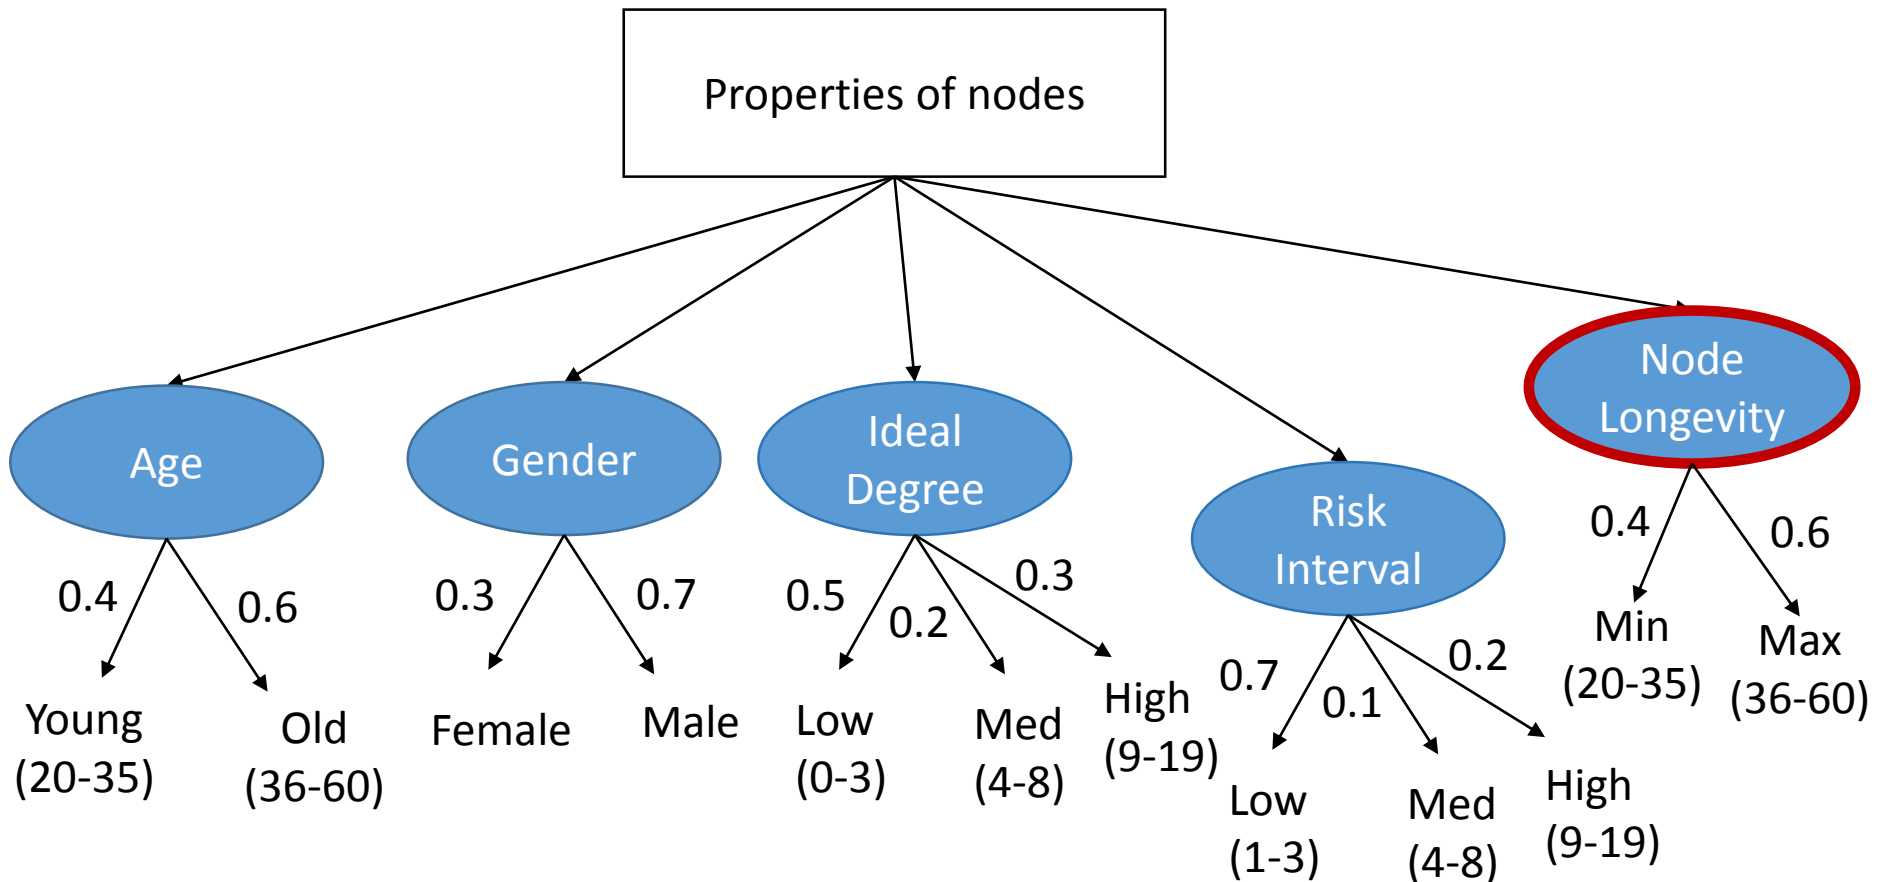 Properties of nodes
Age
0.4
0.6
Young
(20-35)
Old
(36-60)
Gender
0.3
0.7
Female
Male
Ideal
Degree
0.5
0.2
0.3
Low
(0-3)
Med
(4-8)
High
(9-19)
Risk
Interval
0.7
0.1
0.2
Low
(1-3)
Med
(4-8)
High
(9-19)
Node
Longevity
0.4
0.6
Min
(20-35)
Max
(36-60)